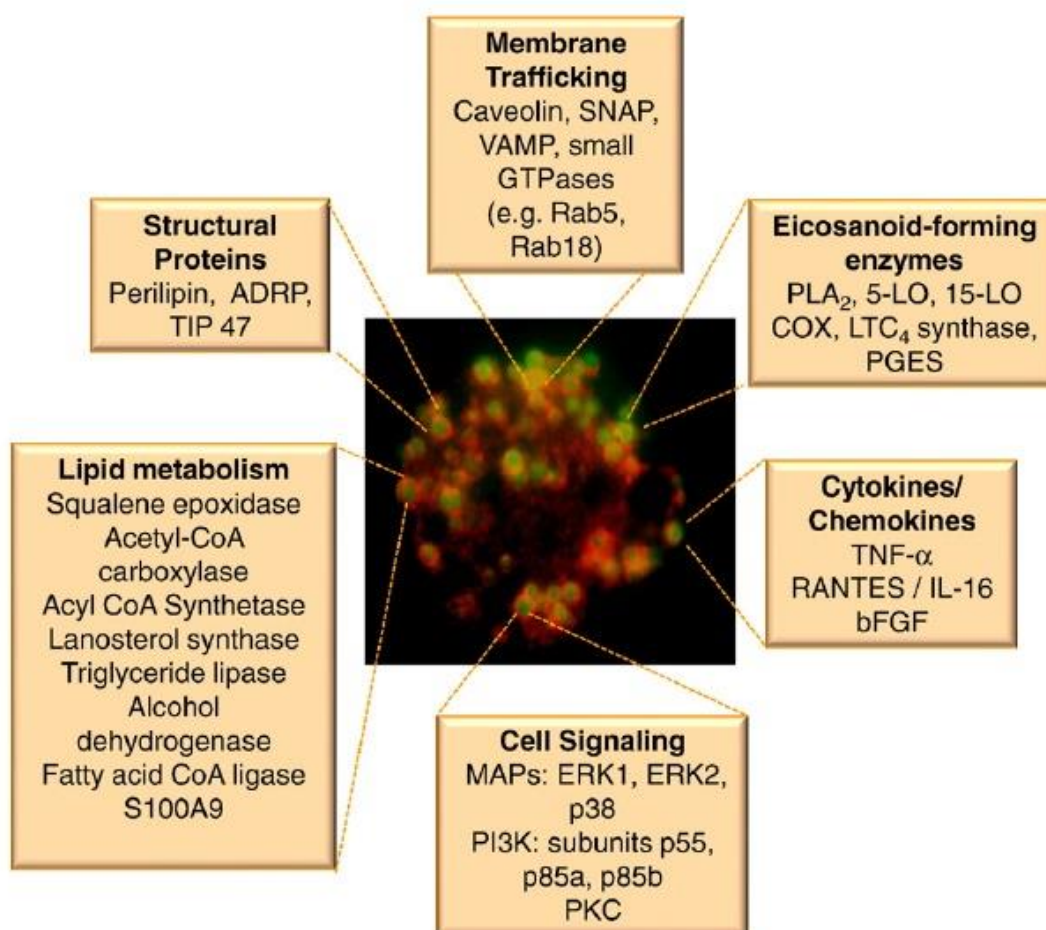 Membrane
Trafficking
Caveolin, SNAP,
VAMP, small
GTPases
(e.g. Rab5,
Rab18)
Structural
Proteins
Perilipin, ADRP,
TIP 47
Eicosanoid-forming
enzymes
PLA₂, 5-LO, 15-LO
COX, LTC₄ synthase,
PGES
Lipid metabolism
Squalene epoxidase
Acetyl-CoA
carboxylase
Acyl CoA Synthetase
Lanosterol synthase
Triglyceride lipase
Alcohol
dehydrogenase
Fatty acid CoA ligase
S100A9
Cytokines/
Chemokines
TNF-α
RANTES / IL-16
bFGF
Cell Signaling
MAPs: ERK1, ERK2,
p38
PI3K: subunits p55,
p85a, p85b
PKC